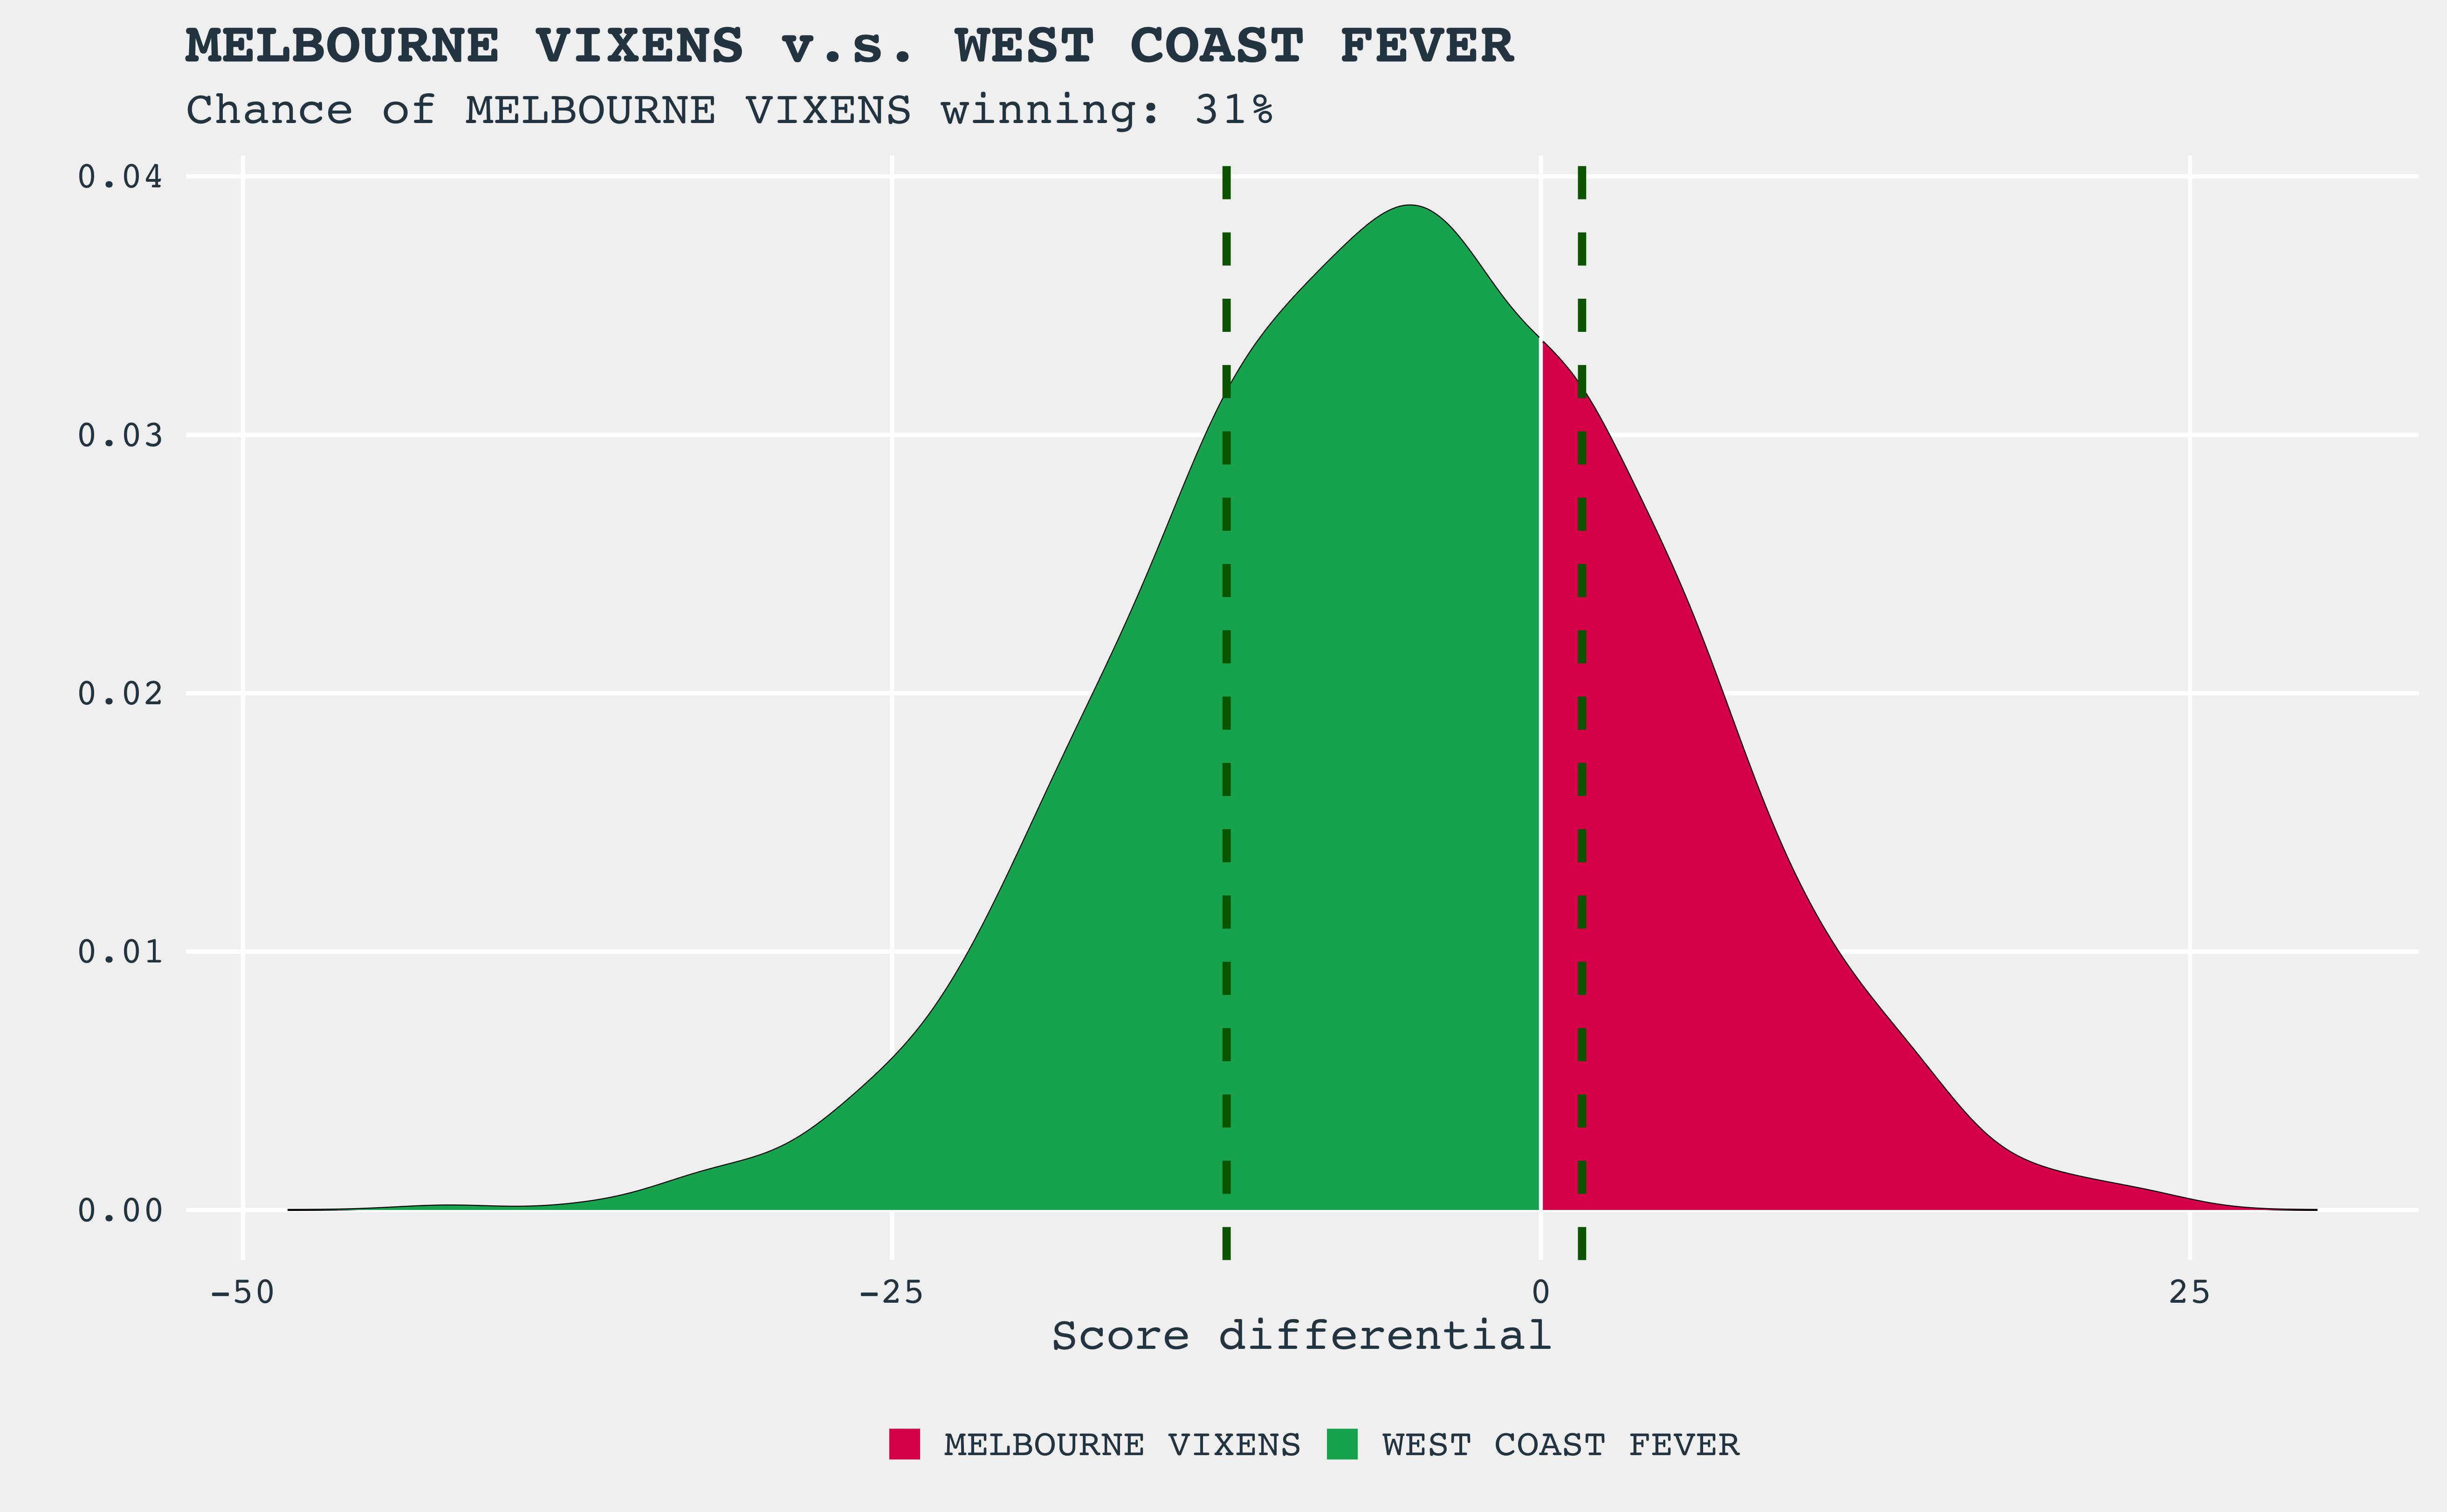 MELBOURNE VIXENS v.s. WEST COAST FEVER
Chance of MELBOURNE VIXENS winning: 31%
0.04
0.03
0.02
0.01
0.00
-50 -25 0 25
Score differential
MELBOURNE VIXENS WEST COAST FEVER